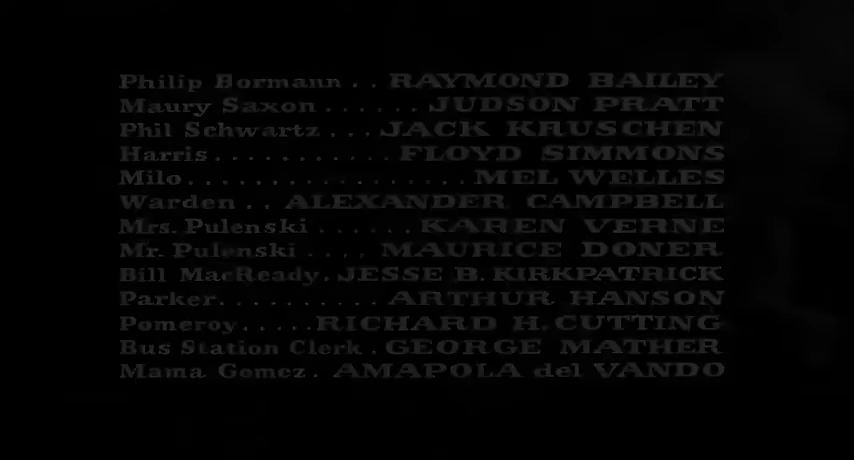 Philip Bormann . . RAYMOND BAILEY
Maury Saxon . . . . . . JUDSON PRATT
Phil Schwartz . . . JACK KRUSCHEN
Harris . . . . . . . . . . . FLOYD SIMMONS
Milo . . . . . . . . . . . . . . . . . MEL WELLES
Warden . . ALEXANDER CAMPBELL
Mrs. Pulenski . . . . . . KAREN VERNE
Mr. Pulenski . . . . MAURICE DONER
Bill MacReady . JESSE B. KIRKPATRICK
Parker . . . . . . . . . . ARTHUR HANSON
Pomeroy . . . . . RICHARD H. CUTTING
Bus Station Clerk . GEORGE MATHER
Mama Gomez . AMAPOLA del VANDO